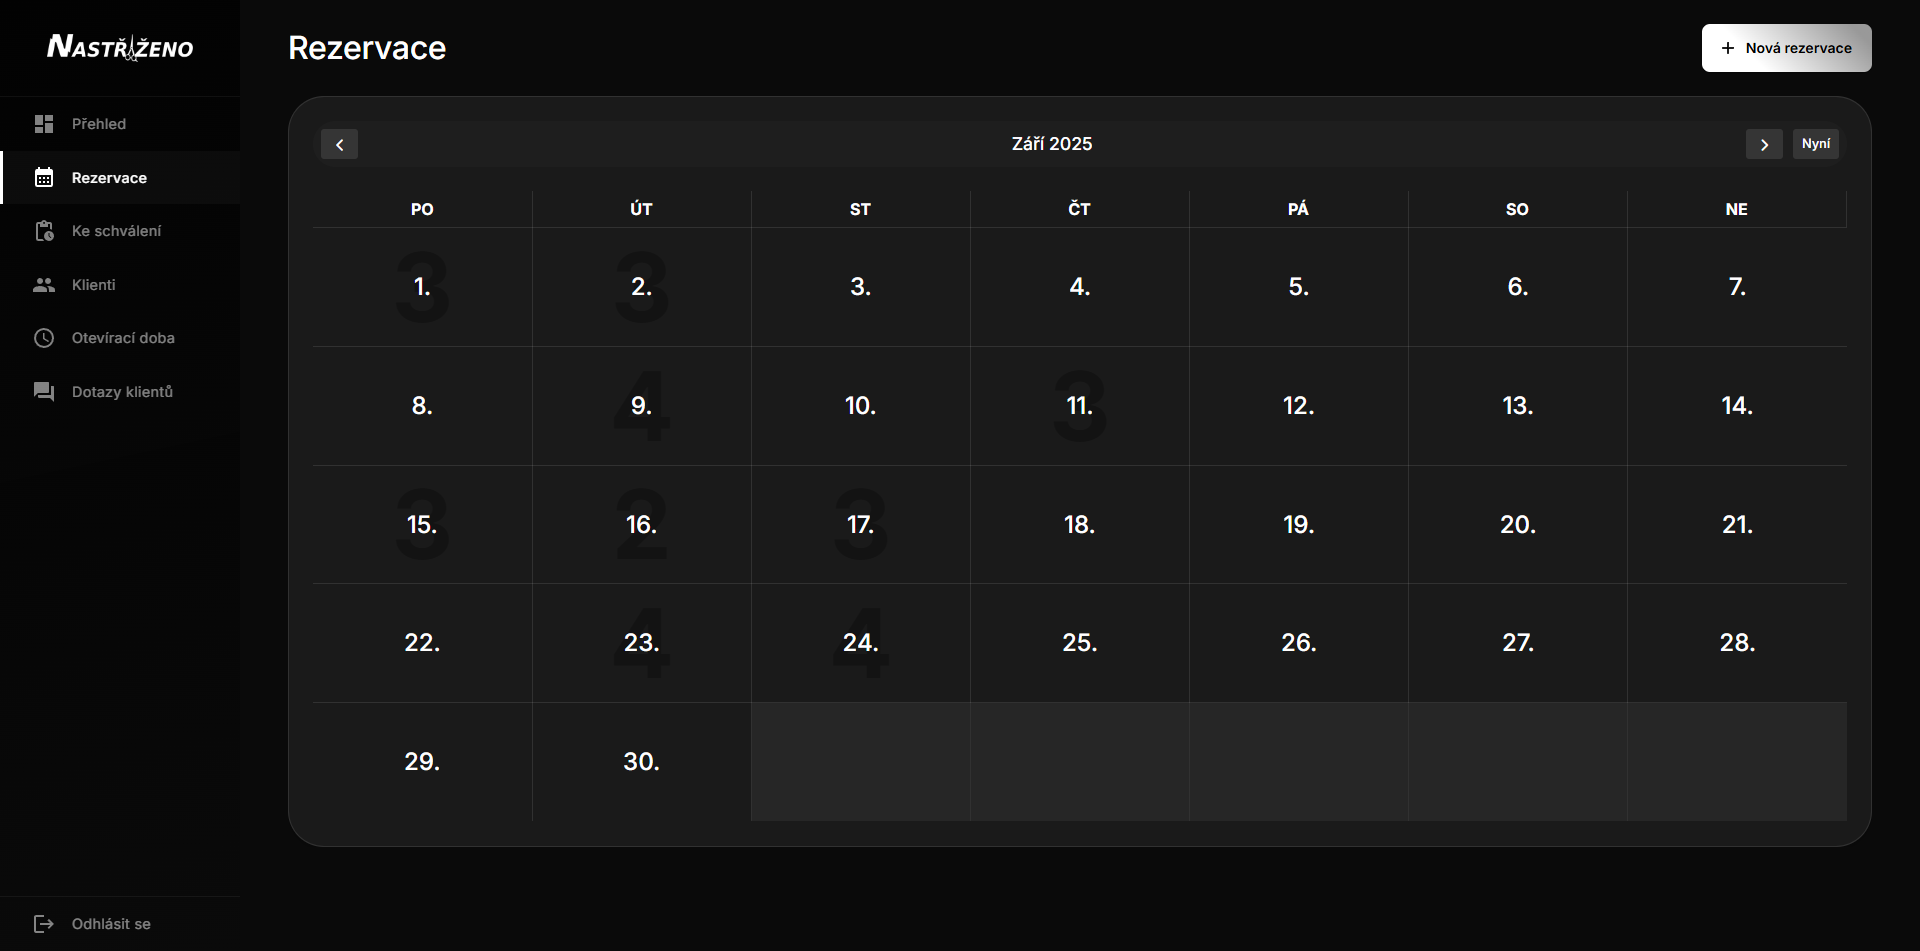 NASTŘIŽENO
Rezervace
+ Nová rezervace
Přehled
Rezervace
Ke schválení
Klienti
Otevírací doba
Dotazy klientů
Odhlásit se
Září 2025
Nyní
PO ÚT ST ČT PÁ SO NE
3 3
1. 2. 3. 4. 5. 6. 7.
4 3
8. 9. 10. 11. 12. 13. 14.
3 2 3
15. 16. 17. 18. 19. 20. 21.
4 4
22. 23. 24. 25. 26. 27. 28.
29. 30.